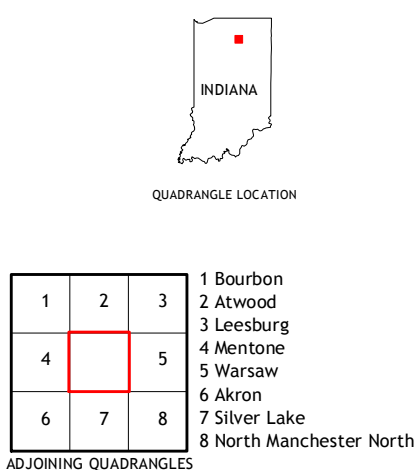 INDIANA
QUADRANGLE LOCATION
1 2 3
4 5
6 7 8
1 Bourbon
2 Atwood
3 Leesburg
4 Mentone
5 Warsaw
6 Akron
7 Silver Lake
8 North Manchester North
ADJOINING QUADRANGLES